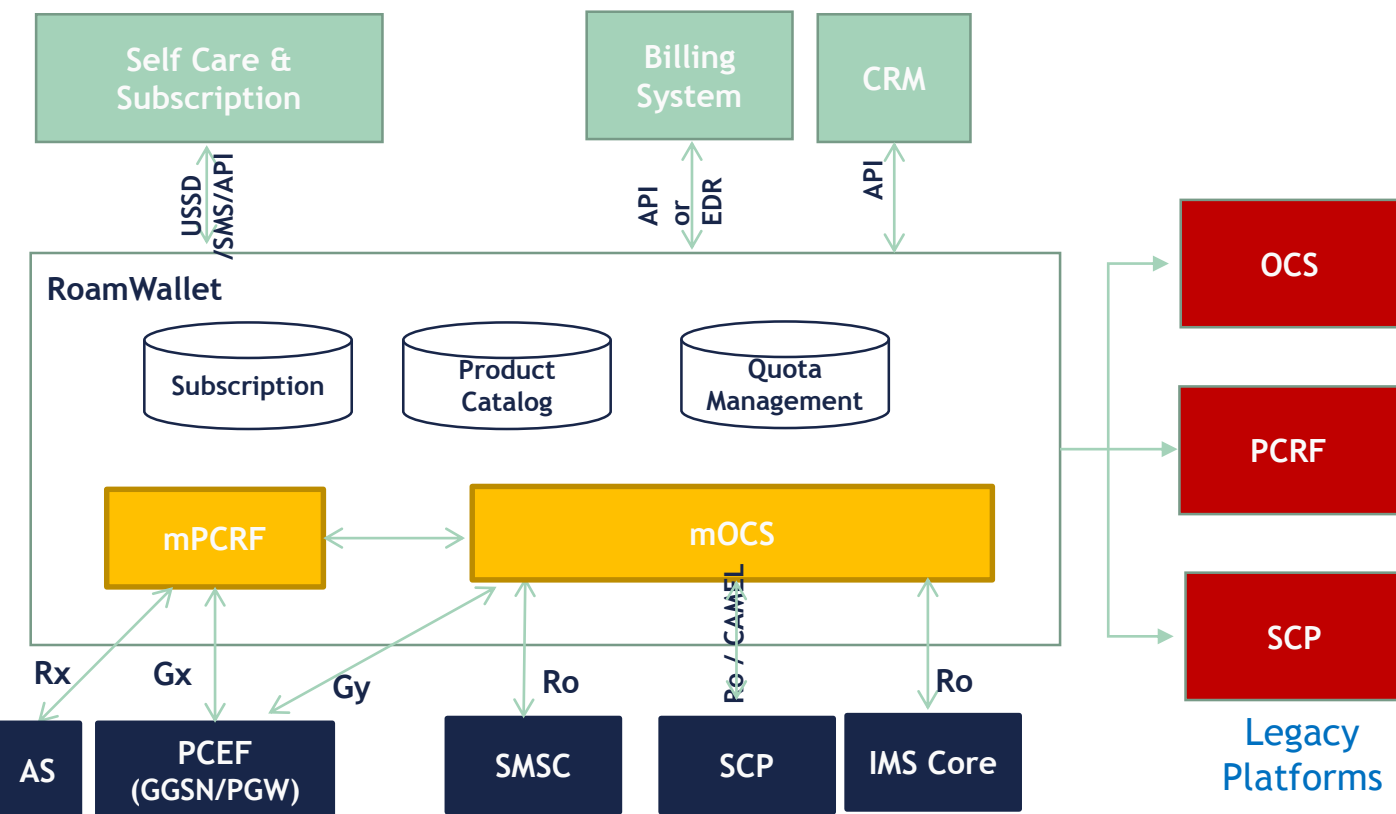 Self Care &
Subscription
Billing
System
CRM
USSD
/SMS/API
API
or
EDR
API
RoamWallet
Subscription
Product
Catalog
Quota
Management
mPCRF
mOCS
OCS
PCRF
SCP
Legacy
Platforms
Rx
Gx
Gy
Ro
Ro / CAMEL
Ro
AS
PCEF
(GGSN/PGW)
SMSC
SCP
IMS Core